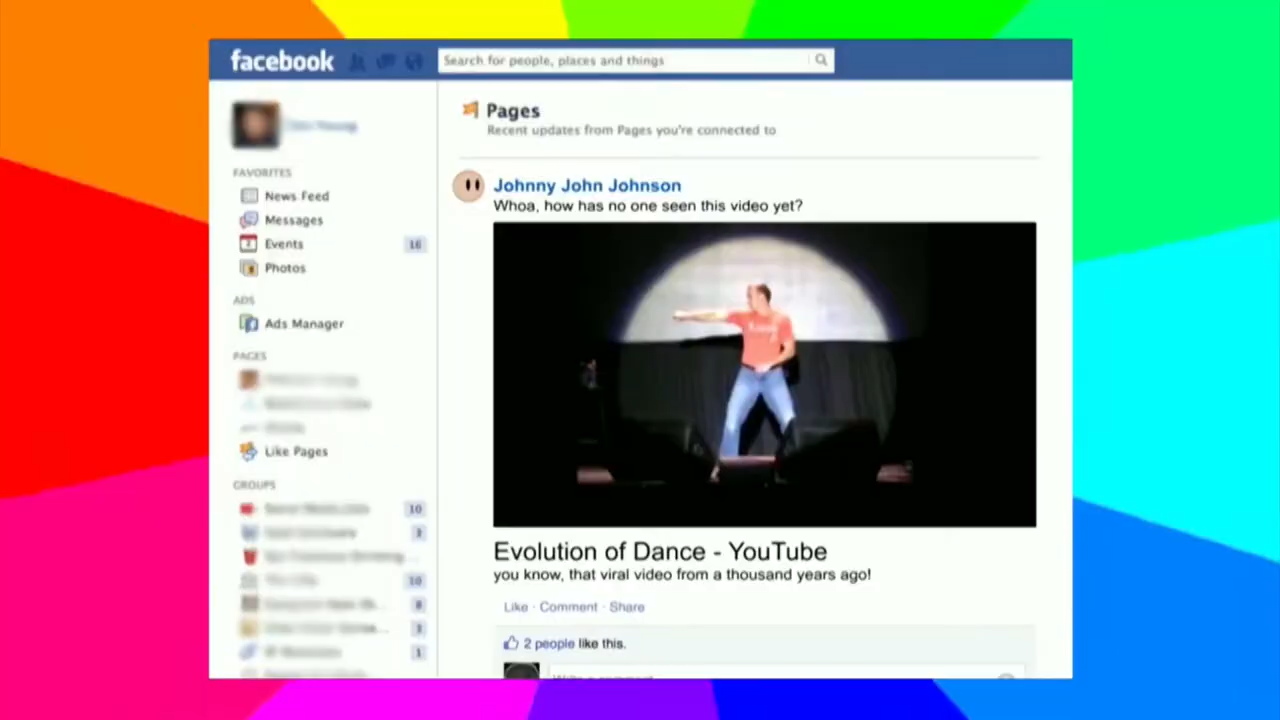 facebook
Search for people, places and things
Pages
Recent updates from Pages you're connected to
FAVORITES
News Feed
Messages
Events 16
Photos
ADS
Ads Manager
PAGES
Like Pages
GROUPS
10
3
10
8
3
1
Johnny John Johnson
Whoa, how has no one seen this video yet?
Evolution of Dance - YouTube
you know, that viral video from a thousand years ago!
Like · Comment · Share
2 people like this.